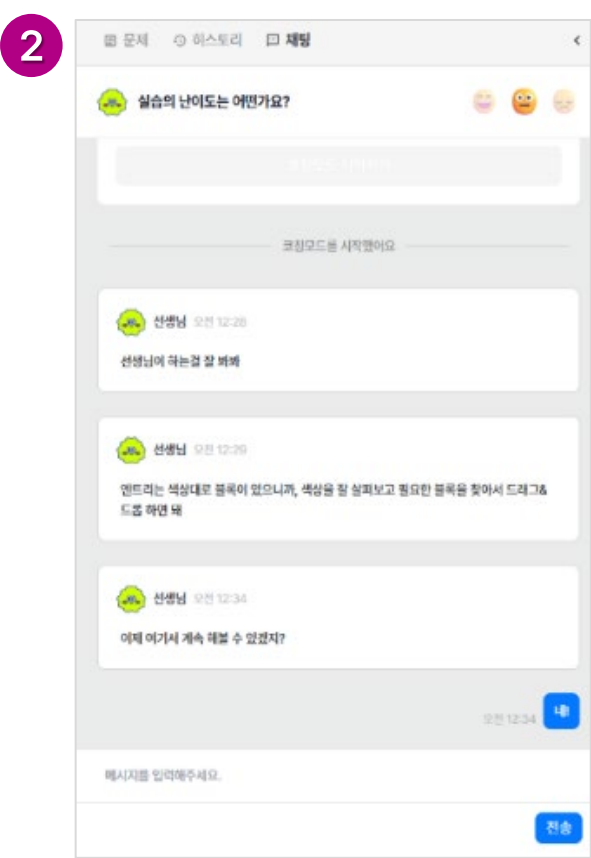 2
문제 히스토리 채팅
실습의 난이도는 어떤가요?
코칭모드를 시작했어요
선생님 오전 12:28
선생님이 하는걸 잘 봐봐
선생님 오전 12:29
엔트리는 색상대로 블록이 있으니까, 색상을 잘 살펴보고 필요한 블록을 찾아서 드래그&
드롭 하면 돼
선생님 오전 12:34
이제 여기서 계속 해볼 수 있겠지?
오전 12:34 네!
메시지를 입력해주세요.
전송